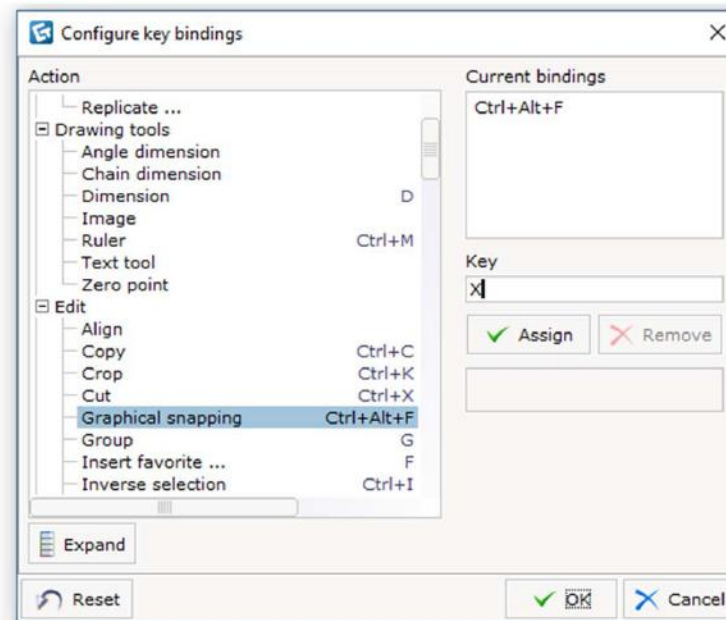 Configure key bindings
Action
Replicate ...
Drawing tools
Angle dimension
Chain dimension
Dimension D
Image
Ruler Ctrl+M
Text tool
Zero point
Edit
Align
Copy Ctrl+C
Crop Ctrl+K
Cut Ctrl+X
Graphical snapping Ctrl+Alt+F
Group G
Insert favorite ... F
Inverse selection Ctrl+I
Expand
Current bindings
Ctrl+Alt+F
Key
X
Assign Remove
Reset OK Cancel